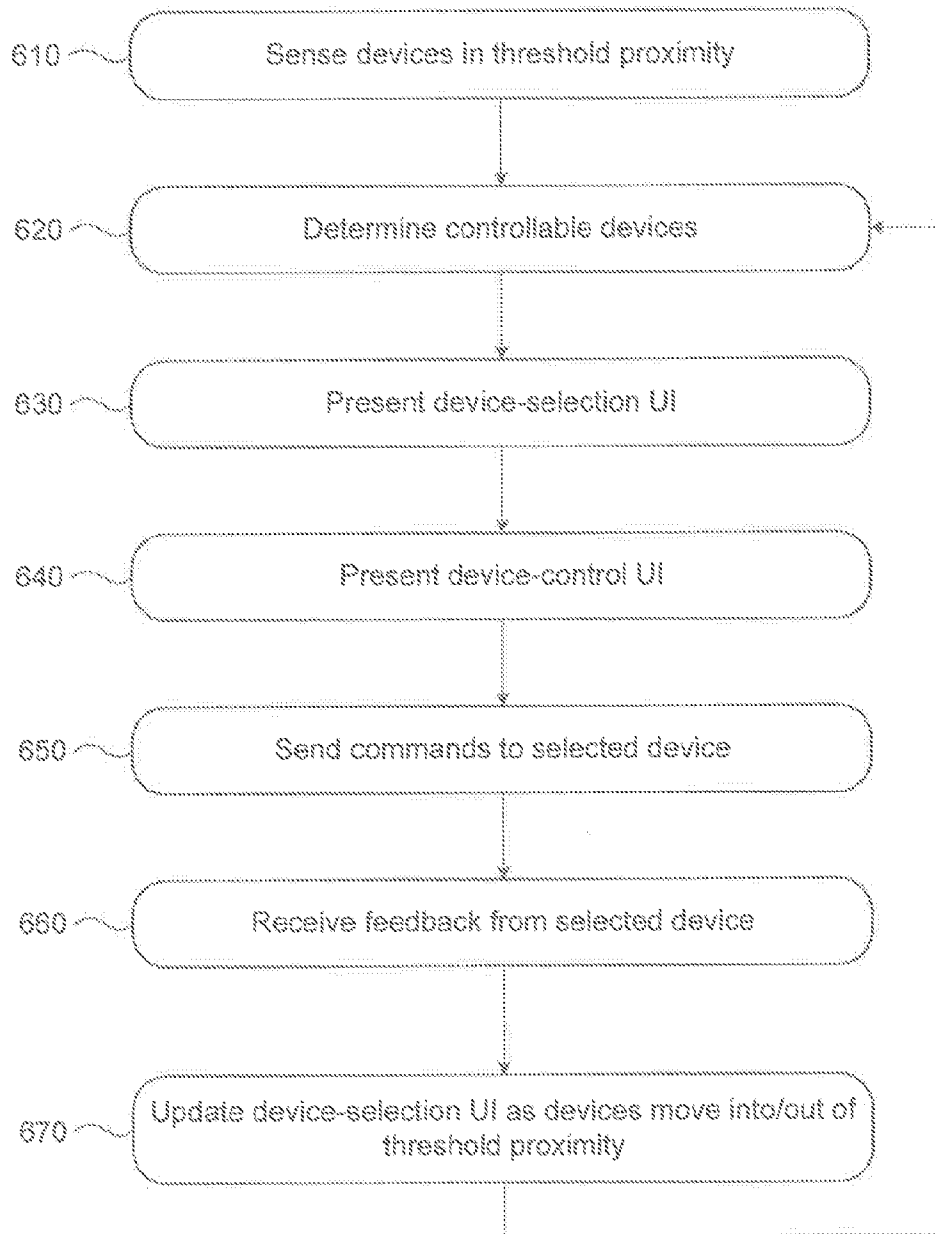 610 Sense devices in threshold proximity
620 Determine controllable devices
630 Present device-selection UI
640 Present device-control UI
650 Send commands to selected device
660 Receive feedback from selected device
670 Update device-selection UI as devices move into/out of
threshold proximity